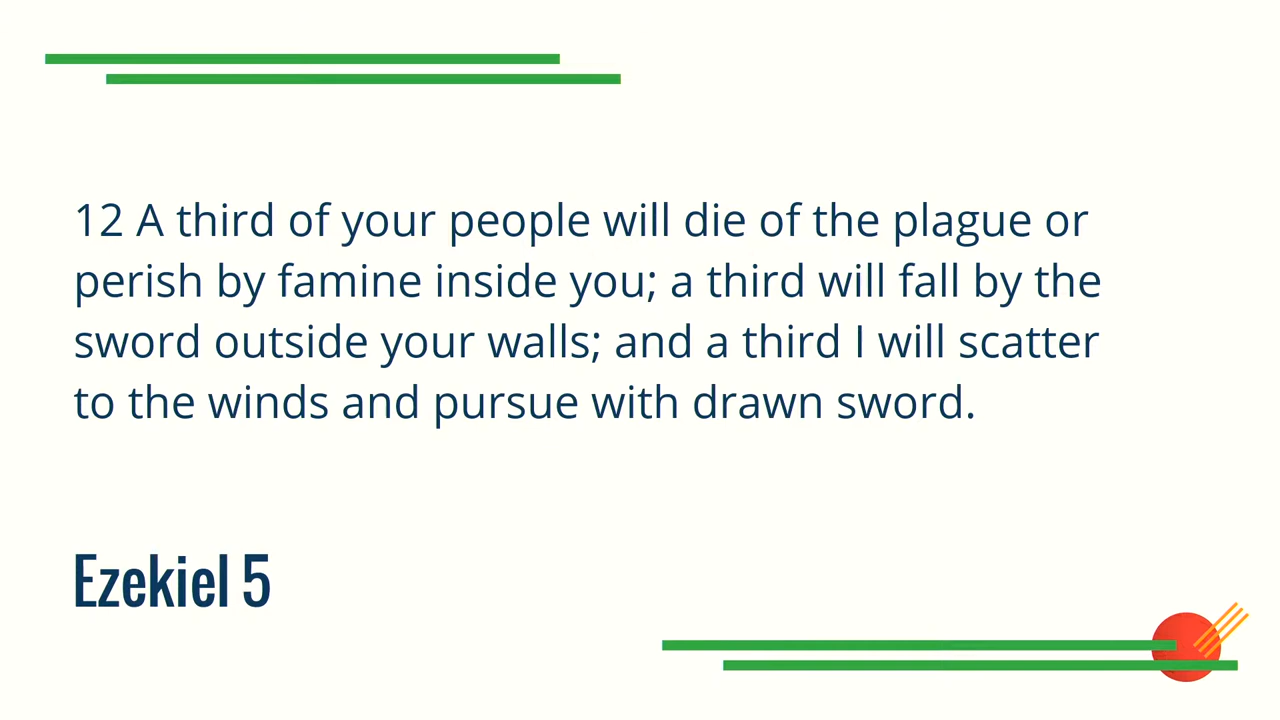 12 A third of your people will die of the plague or
perish by famine inside you; a third will fall by the
sword outside your walls; and a third I will scatter
to the winds and pursue with drawn sword.
Ezekiel 5